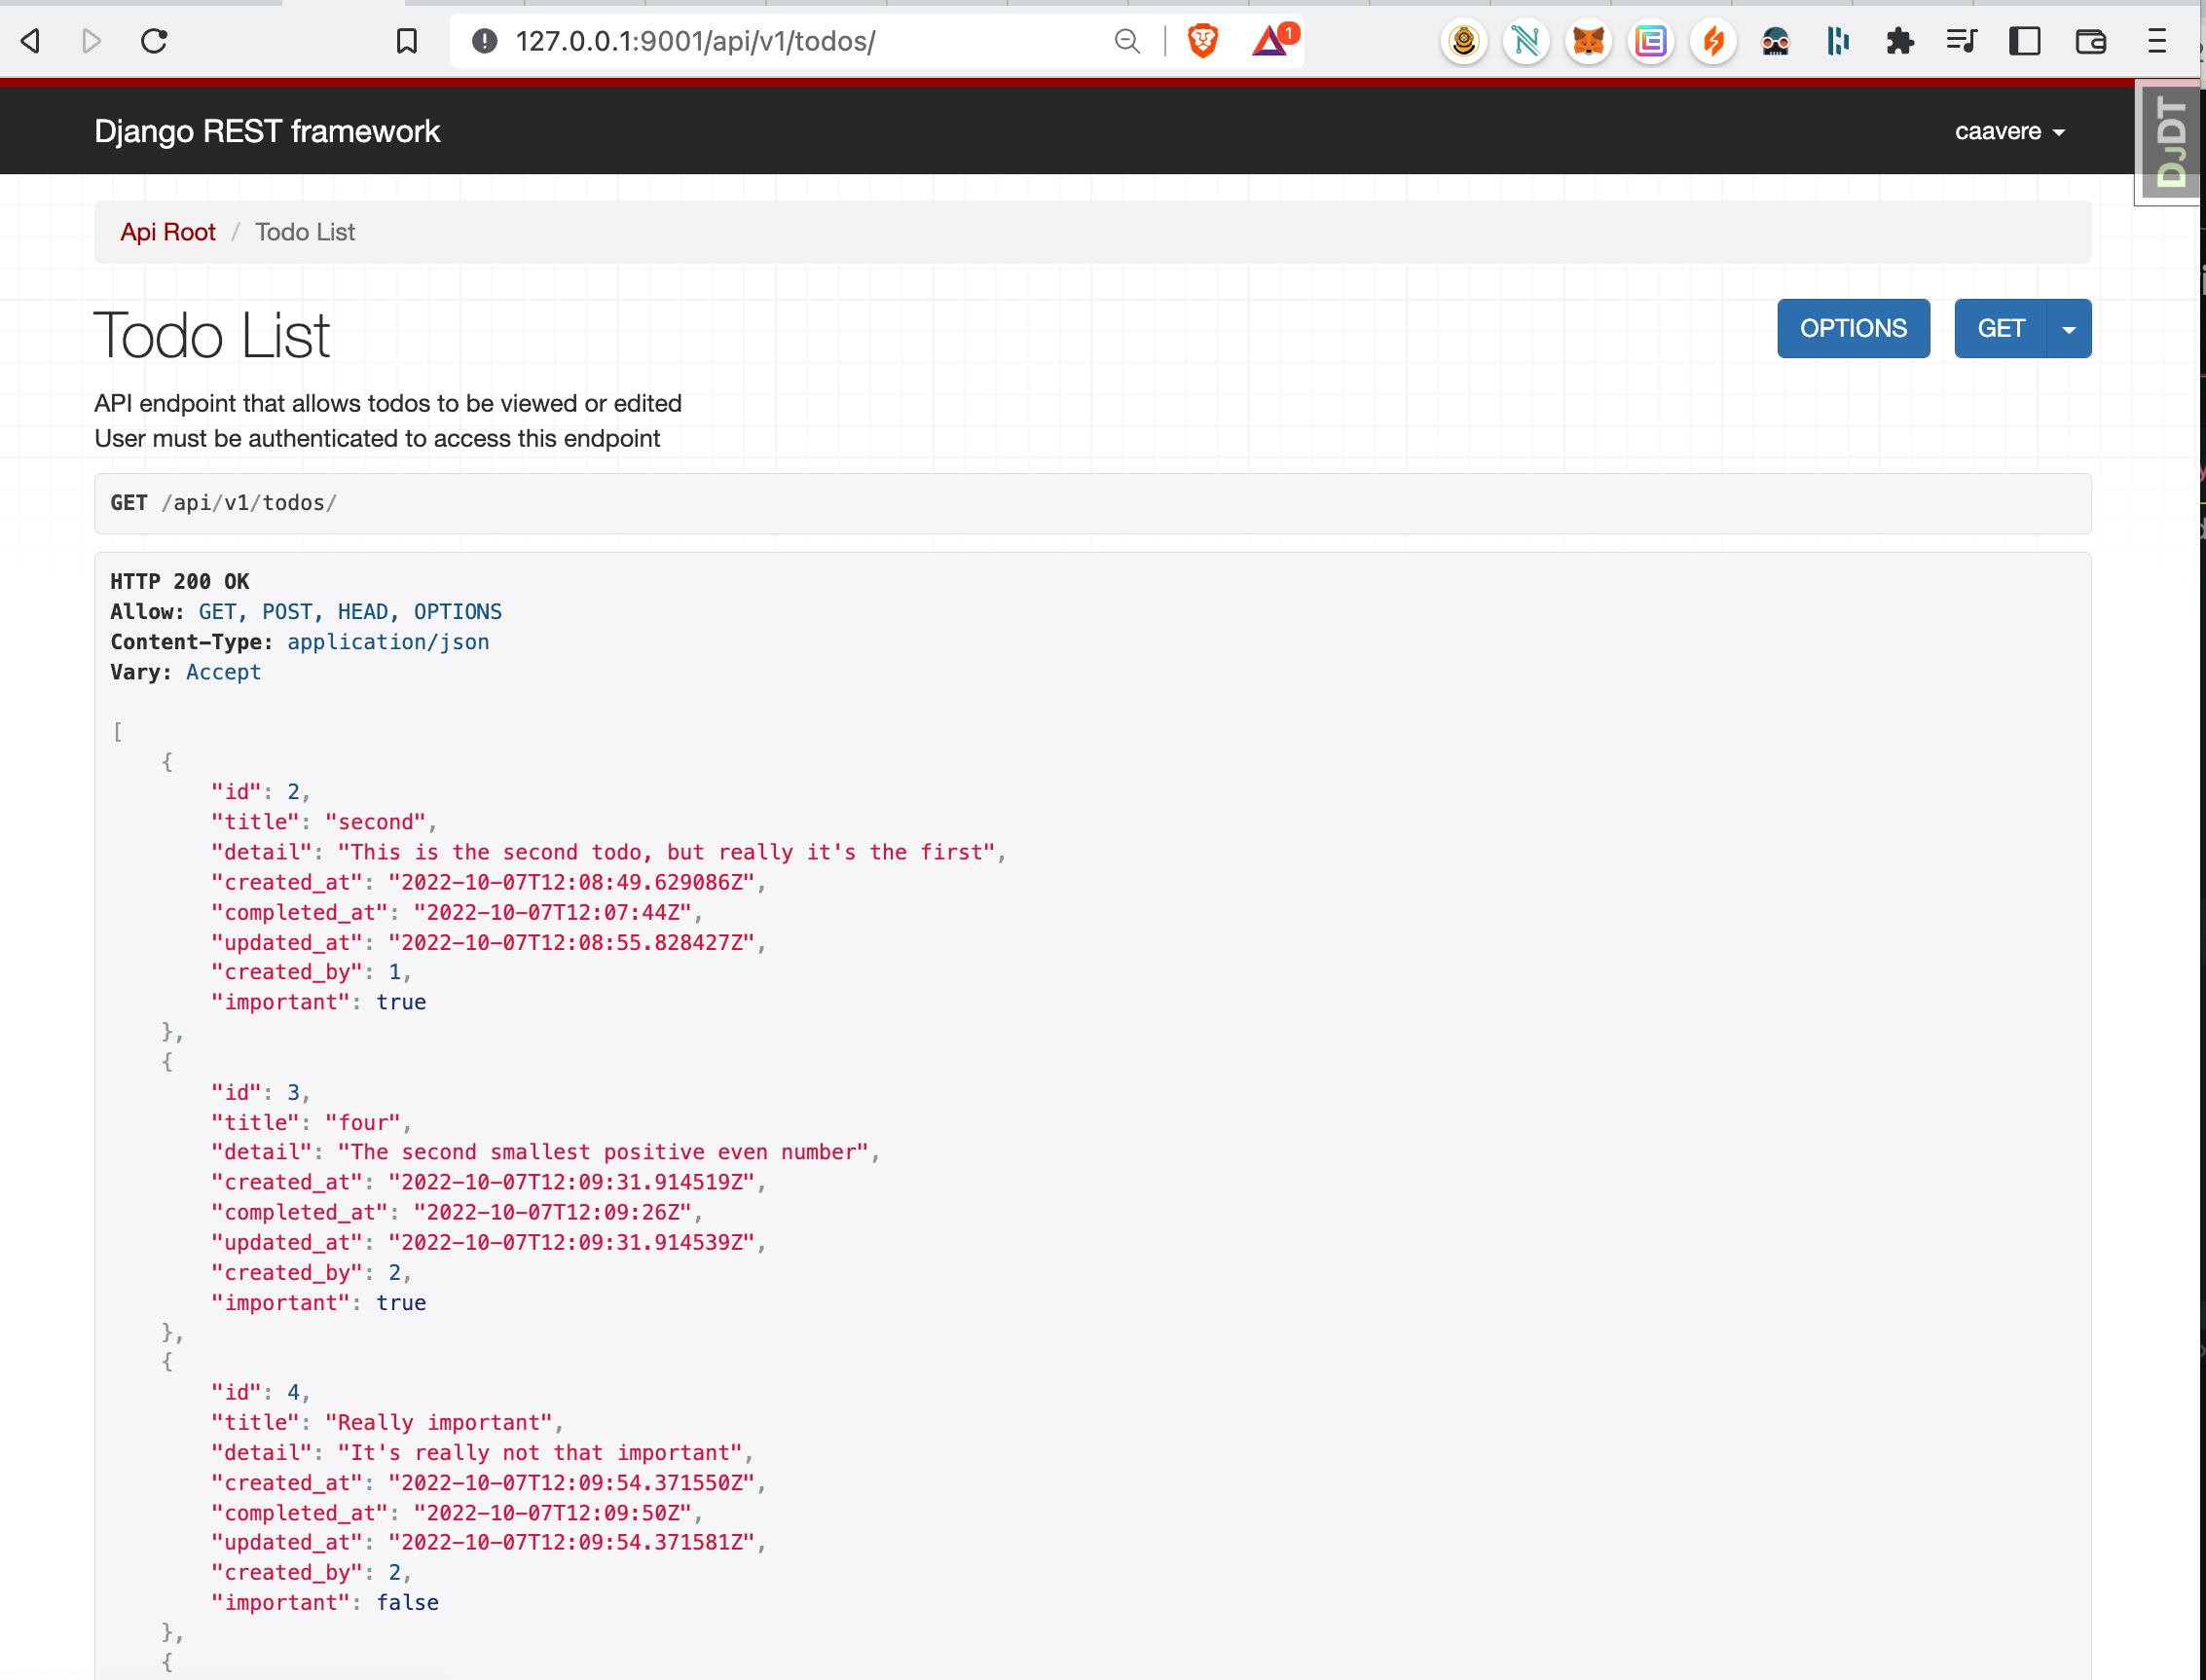 127.0.0.1:9001/api/v1/todos/
1
Django REST framework
caavere
DJDT
Api Root / Todo List
Todo List
OPTIONS
GET
API endpoint that allows todos to be viewed or edited
User must be authenticated to access this endpoint
GET /api/v1/todos/
HTTP 200 OK
Allow: GET, POST, HEAD, OPTIONS
Content-Type: application/json
Vary: Accept
[
{
"id": 2,
"title": "second",
"detail": "This is the second todo, but really it's the first",
"created_at": "2022-10-07T12:08:49.629086Z",
"completed_at": "2022-10-07T12:07:44Z",
"updated_at": "2022-10-07T12:08:55.828427Z",
"created_by": 1,
"important": true
},
{
"id": 3,
"title": "four",
"detail": "The second smallest positive even number",
"created_at": "2022-10-07T12:09:31.914519Z",
"completed_at": "2022-10-07T12:09:26Z",
"updated_at": "2022-10-07T12:09:31.914539Z",
"created_by": 2,
"important": true
},
{
"id": 4,
"title": "Really important",
"detail": "It's really not that important",
"created_at": "2022-10-07T12:09:54.371550Z",
"completed_at": "2022-10-07T12:09:50Z",
"updated_at": "2022-10-07T12:09:54.371581Z",
"created_by": 2,
"important": false
},
{